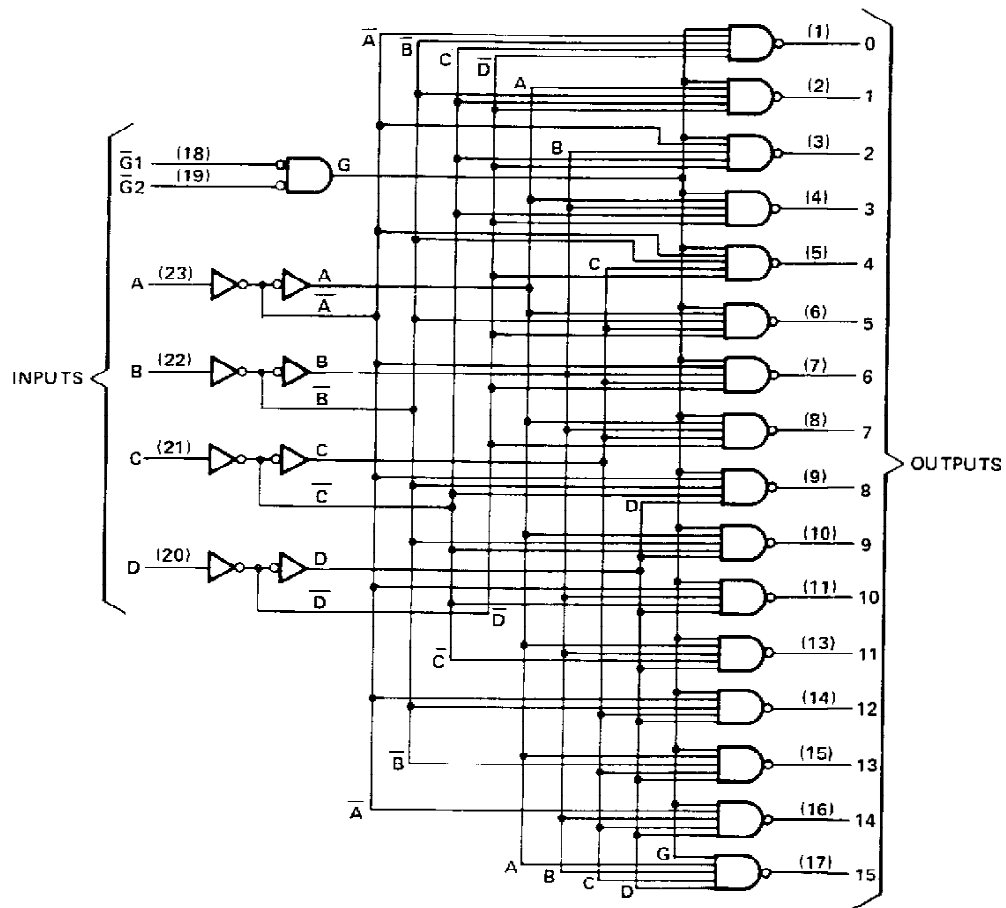 A̅ B̅ C D̅ (1) 0
A (2) 1
B (3) 2
G̅1 (18) G
G̅2 (19)
(4) 3
C (5) 4
A (23) A
A̅
(6) 5
INPUTS B (22) B
B̅
(7) 6
(8) 7
C (21) C
C̅
OUTPUTS
D (9) 8
(10) 9
D (20) D
D̅ D̅
(11) 10
C̅ (13) 11
(14) 12
B̅ (15) 13
A̅ (16) 14
G
A B C D (17) 15